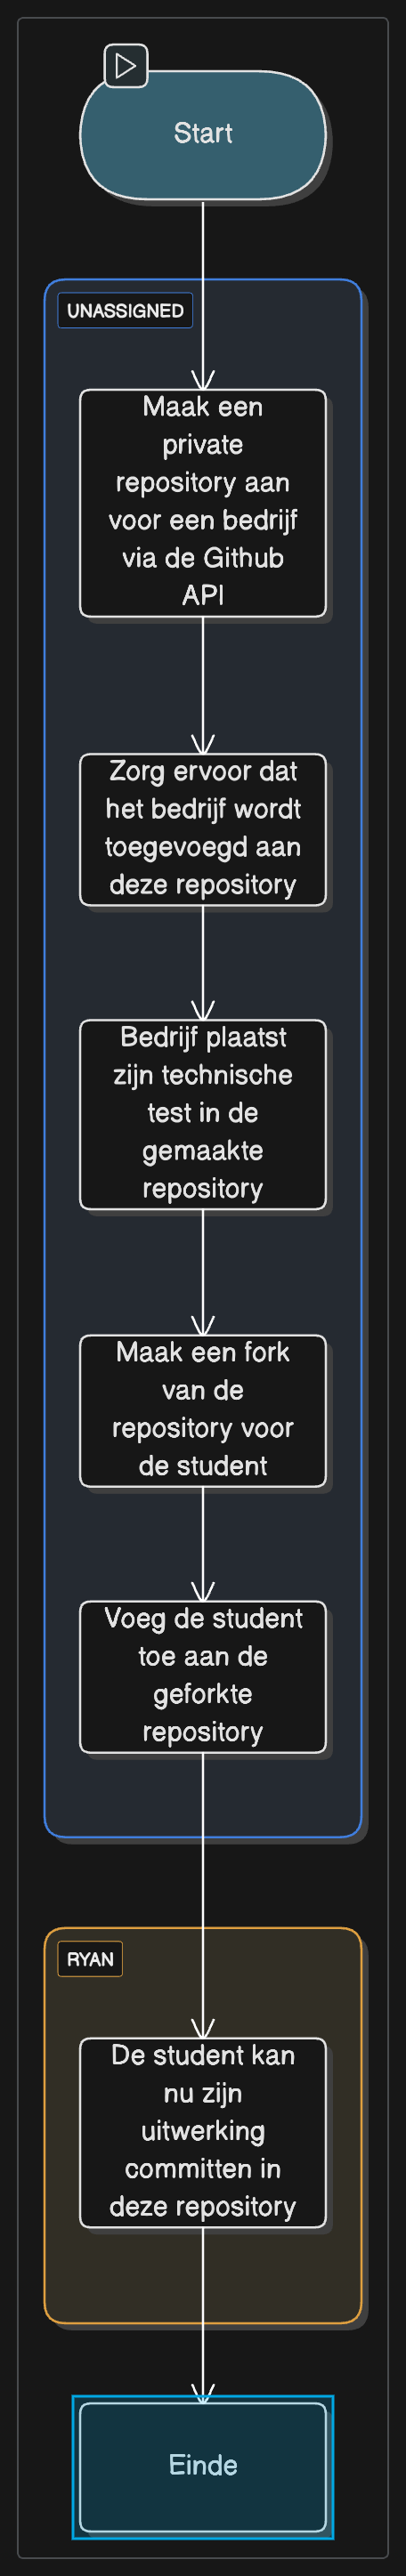 Start
UNASSIGNED
Maak een
private
repository aan
voor een bedrijf
via de Github
API
Zorg ervoor dat
het bedrijf wordt
toegevoegd aan
deze repository
Bedrijf plaatst
zijn technische
test in de
gemaakte
repository
Maak een fork
van de
repository voor
de student
Voeg de student
toe aan de
geforkte
repository
RYAN
De student kan
nu zijn
uitwerking
committen in
deze repository
Einde